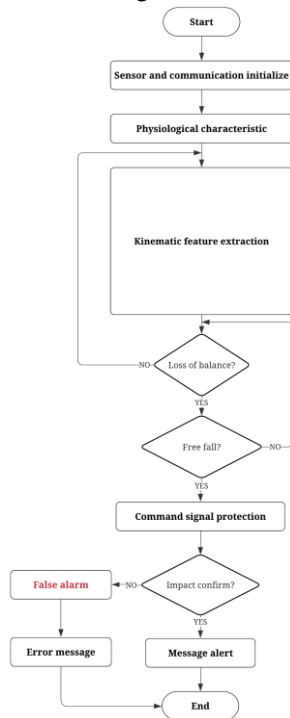 Start
Sensor and communication initialize
Physiological characteristic
Kinematic feature extraction
NO
Loss of balance?
YES
Free fall?
NO
YES
Command signal protection
False alarm
NO
Impact confirm?
YES
Error message
Message alert
End